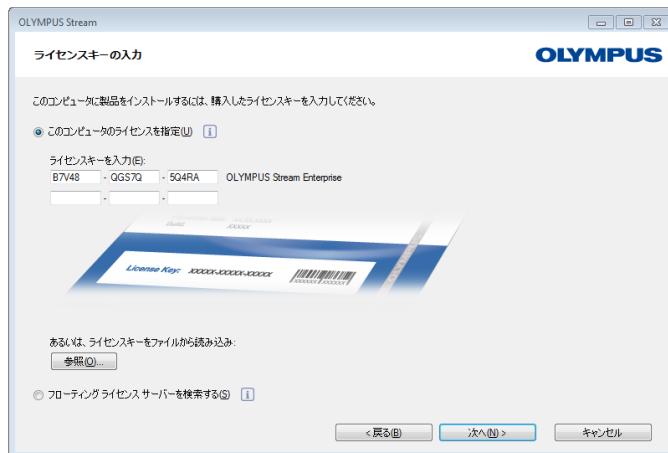 OLYMPUS Stream
ライセンスキーの入力
OLYMPUS
このコンピュータに製品をインストールするには、購入したライセンスキーを入力してください。
このコンピュータのライセンスを指定(U)
ライセンスキーを入力(E):
B7V48 - QGS7Q - 5Q4RA OLYMPUS Stream Enterprise
- -
XXXXX
License Key: XXXXX-XXXXX-XXXXX
XXXXXX XXXXXX
あるいは、ライセンスキーをファイルから読み込み:
参照(O)...
フローティング ライセンス サーバーを検索する(S)
< 戻る(B)
次へ(N) >
キャンセル